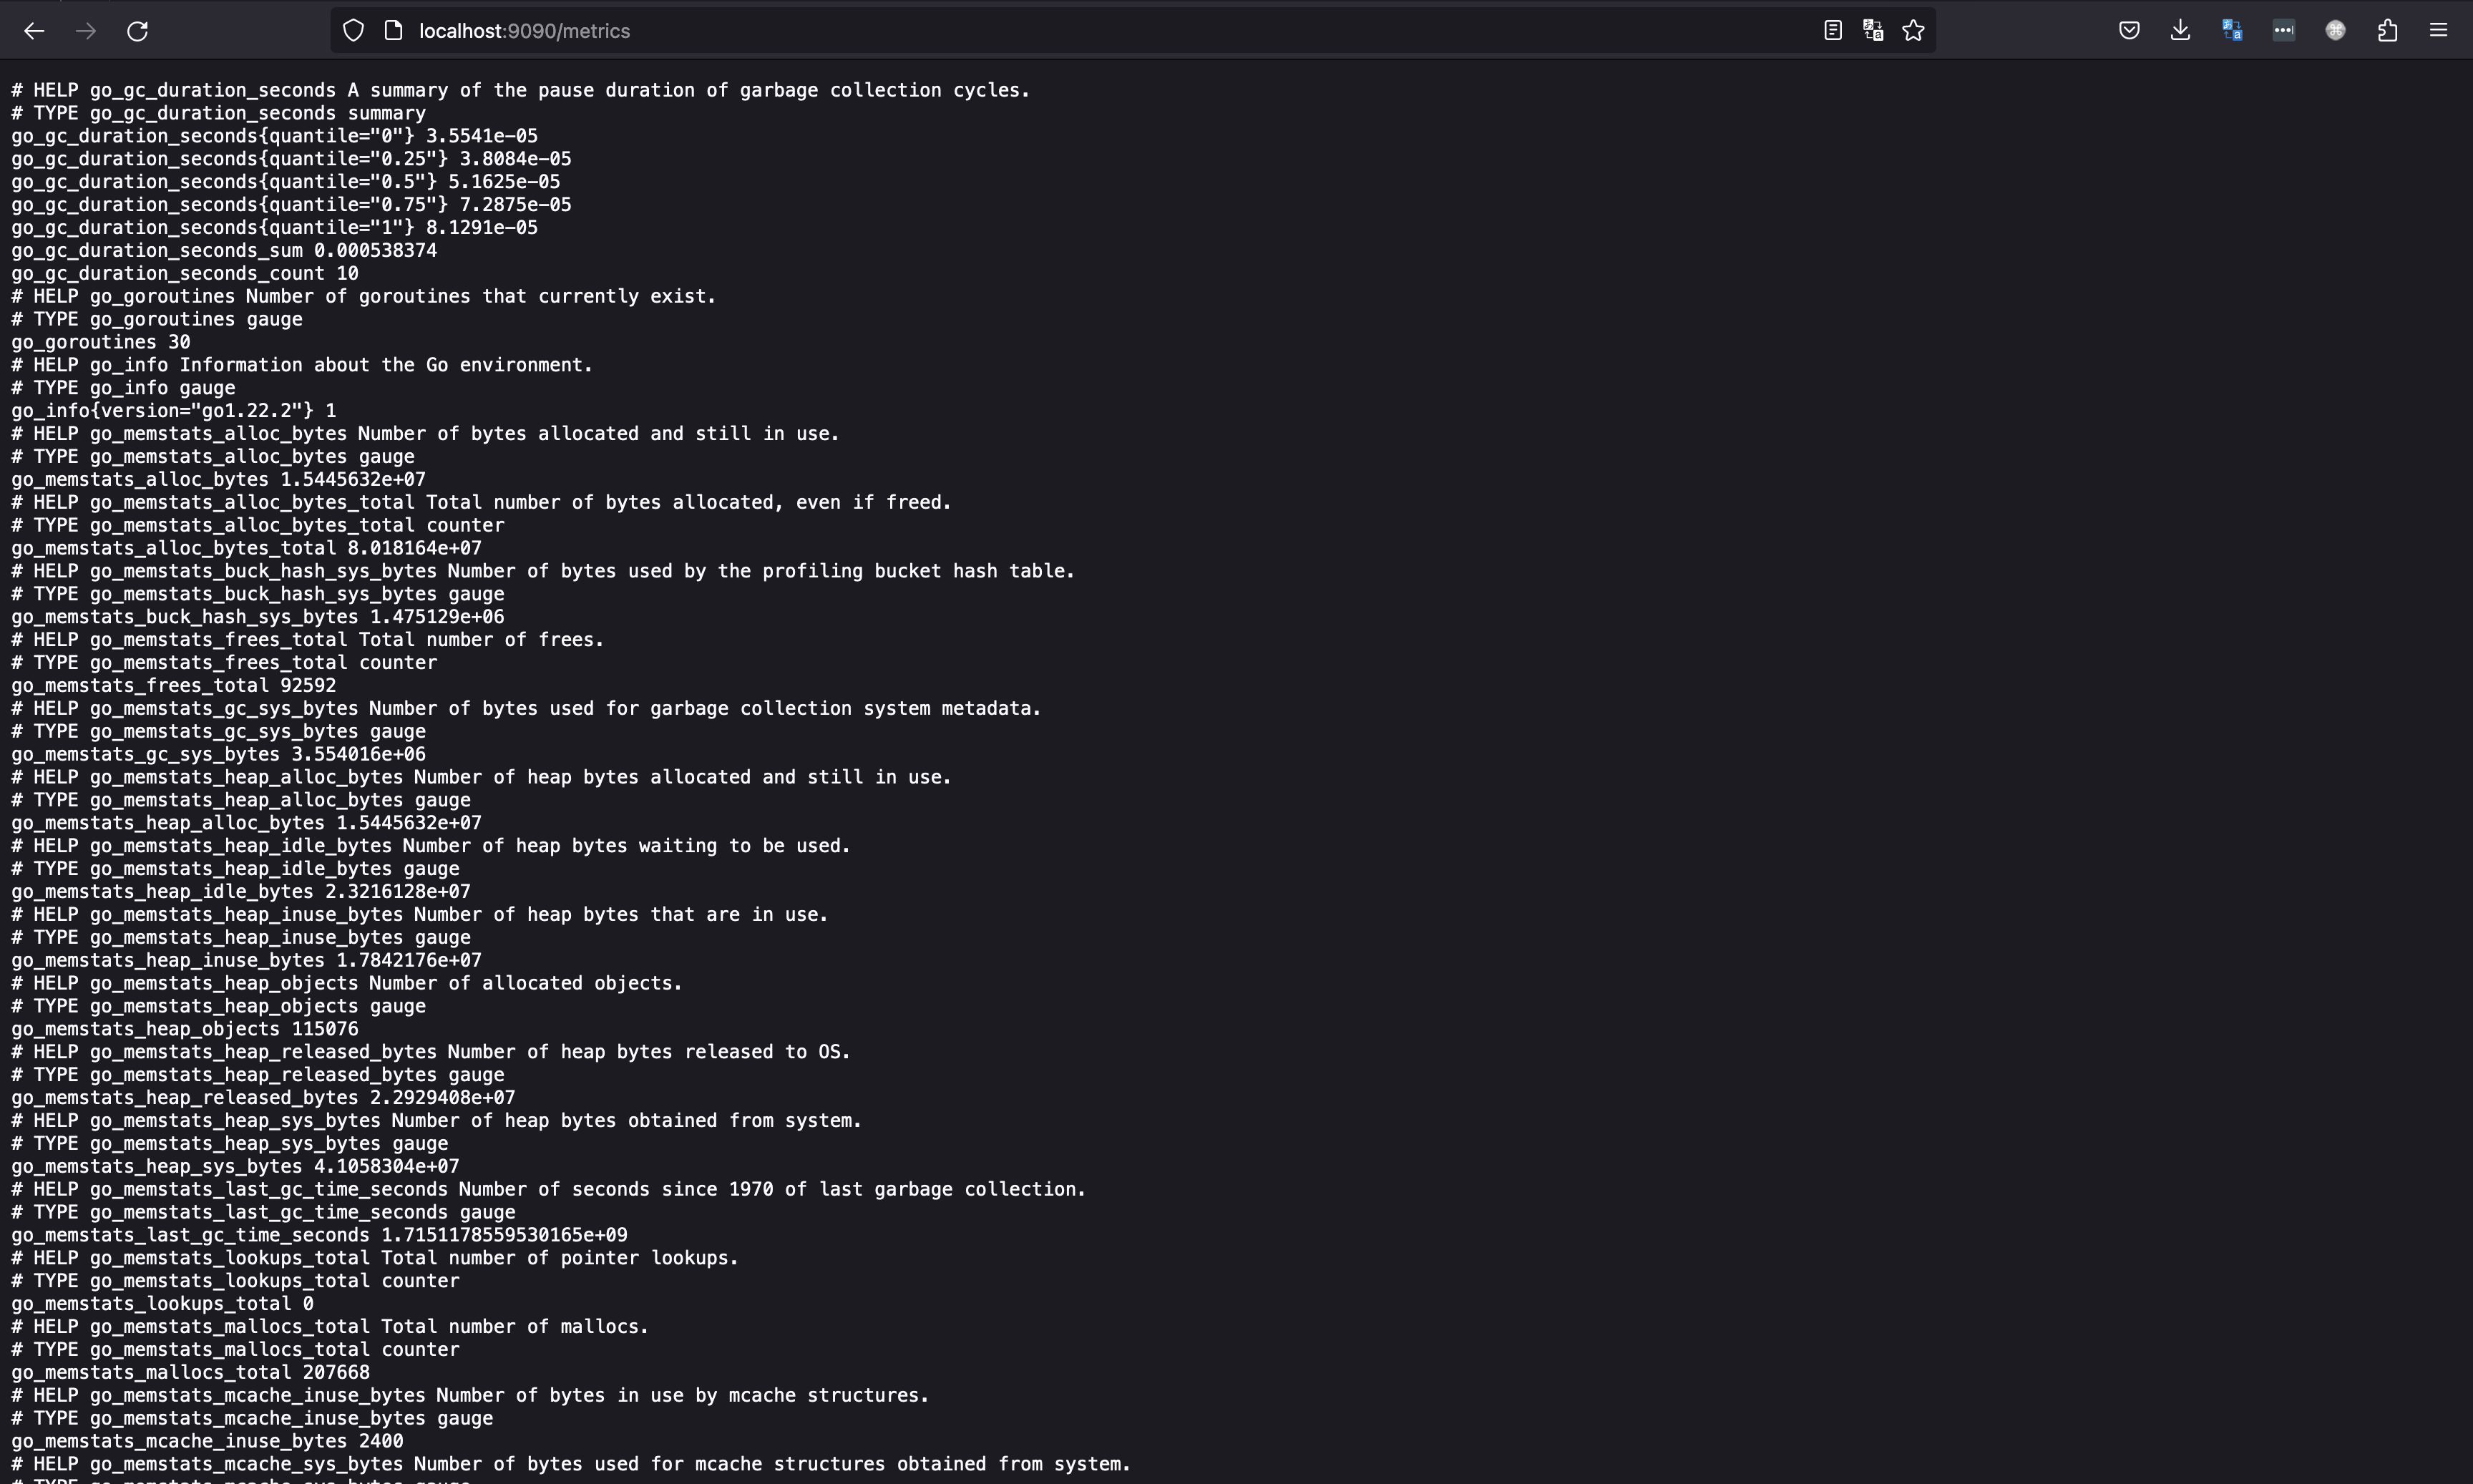 localhost:9090/metrics
# HELP go_gc_duration_seconds A summary of the pause duration of garbage collection cycles.
# TYPE go_gc_duration_seconds summary
go_gc_duration_seconds{quantile="0"} 3.5541e-05
go_gc_duration_seconds{quantile="0.25"} 3.8084e-05
go_gc_duration_seconds{quantile="0.5"} 5.1625e-05
go_gc_duration_seconds{quantile="0.75"} 7.2875e-05
go_gc_duration_seconds{quantile="1"} 8.1291e-05
go_gc_duration_seconds_sum 0.000538374
go_gc_duration_seconds_count 10
# HELP go_goroutines Number of goroutines that currently exist.
# TYPE go_goroutines gauge
go_goroutines 30
# HELP go_info Information about the Go environment.
# TYPE go_info gauge
go_info{version="go1.22.2"} 1
# HELP go_memstats_alloc_bytes Number of bytes allocated and still in use.
# TYPE go_memstats_alloc_bytes gauge
go_memstats_alloc_bytes 1.5445632e+07
# HELP go_memstats_alloc_bytes_total Total number of bytes allocated, even if freed.
# TYPE go_memstats_alloc_bytes_total counter
go_memstats_alloc_bytes_total 8.018164e+07
# HELP go_memstats_buck_hash_sys_bytes Number of bytes used by the profiling bucket hash table.
# TYPE go_memstats_buck_hash_sys_bytes gauge
go_memstats_buck_hash_sys_bytes 1.475129e+06
# HELP go_memstats_frees_total Total number of frees.
# TYPE go_memstats_frees_total counter
go_memstats_frees_total 92592
# HELP go_memstats_gc_sys_bytes Number of bytes used for garbage collection system metadata.
# TYPE go_memstats_gc_sys_bytes gauge
go_memstats_gc_sys_bytes 3.554016e+06
# HELP go_memstats_heap_alloc_bytes Number of heap bytes allocated and still in use.
# TYPE go_memstats_heap_alloc_bytes gauge
go_memstats_heap_alloc_bytes 1.5445632e+07
# HELP go_memstats_heap_idle_bytes Number of heap bytes waiting to be used.
# TYPE go_memstats_heap_idle_bytes gauge
go_memstats_heap_idle_bytes 2.3216128e+07
# HELP go_memstats_heap_inuse_bytes Number of heap bytes that are in use.
# TYPE go_memstats_heap_inuse_bytes gauge
go_memstats_heap_inuse_bytes 1.7842176e+07
# HELP go_memstats_heap_objects Number of allocated objects.
# TYPE go_memstats_heap_objects gauge
go_memstats_heap_objects 115076
# HELP go_memstats_heap_released_bytes Number of heap bytes released to OS.
# TYPE go_memstats_heap_released_bytes gauge
go_memstats_heap_released_bytes 2.2929408e+07
# HELP go_memstats_heap_sys_bytes Number of heap bytes obtained from system.
# TYPE go_memstats_heap_sys_bytes gauge
go_memstats_heap_sys_bytes 4.1058304e+07
# HELP go_memstats_last_gc_time_seconds Number of seconds since 1970 of last garbage collection.
# TYPE go_memstats_last_gc_time_seconds gauge
go_memstats_last_gc_time_seconds 1.7151178559530165e+09
# HELP go_memstats_lookups_total Total number of pointer lookups.
# TYPE go_memstats_lookups_total counter
go_memstats_lookups_total 0
# HELP go_memstats_mallocs_total Total number of mallocs.
# TYPE go_memstats_mallocs_total counter
go_memstats_mallocs_total 207668
# HELP go_memstats_mcache_inuse_bytes Number of bytes in use by mcache structures.
# TYPE go_memstats_mcache_inuse_bytes gauge
go_memstats_mcache_inuse_bytes 2400
# HELP go_memstats_mcache_sys_bytes Number of bytes used for mcache structures obtained from system.